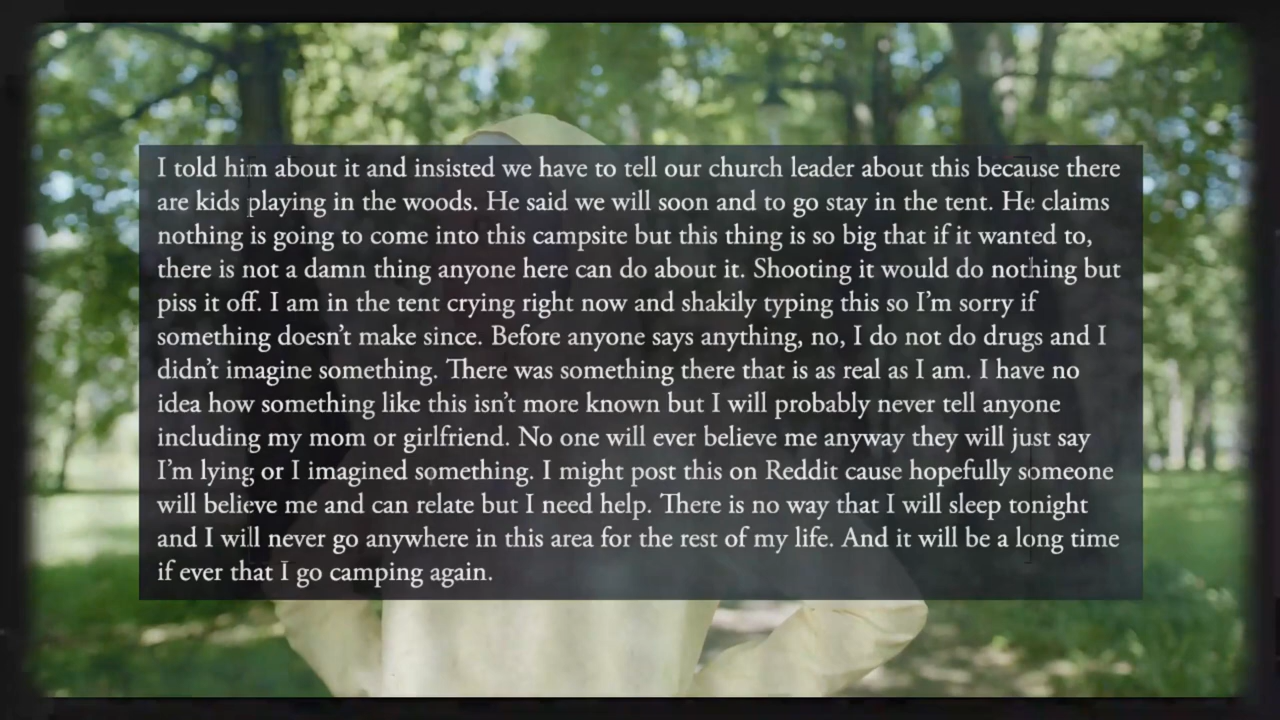 I told him about it and insisted we have to tell our church leader about this because there
are kids playing in the woods. He said we will soon and to go stay in the tent. He claims
nothing is going to come into this campsite but this thing is so big that if it wanted to,
there is not a damn thing anyone here can do about it. Shooting it would do nothing but
piss it off. I am in the tent crying right now and shakily typing this so I’m sorry if
something doesn’t make since. Before anyone says anything, no, I do not do drugs and I
didn’t imagine something. There was something there that is as real as I am. I have no
idea how something like this isn’t more known but I will probably never tell anyone
including my mom or girlfriend. No one will ever believe me anyway they will just say
I’m lying or I imagined something. I might post this on Reddit cause hopefully someone
will believe me and can relate but I need help. There is no way that I will sleep tonight
and I will never go anywhere in this area for the rest of my life. And it will be a long time
if ever that I go camping again.